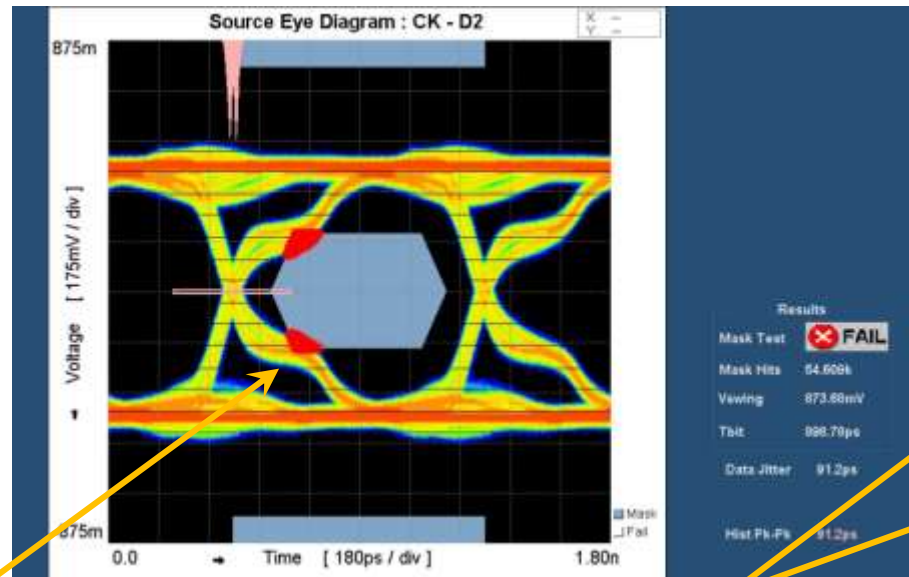 Source Eye Diagram : CK - D2
X --
Y --
875m
Voltage [ 175mV / div ]
875m
0.0
Time [ 180ps / div ]
1.80n
Mask
Fail
Results
Mask Test
FAIL
Mask Hits 54.609k
Vswing 873.68mV
Tbit 898.78ps
Data Jitter 91.2ps
Hist Pk-Pk 91.2ps